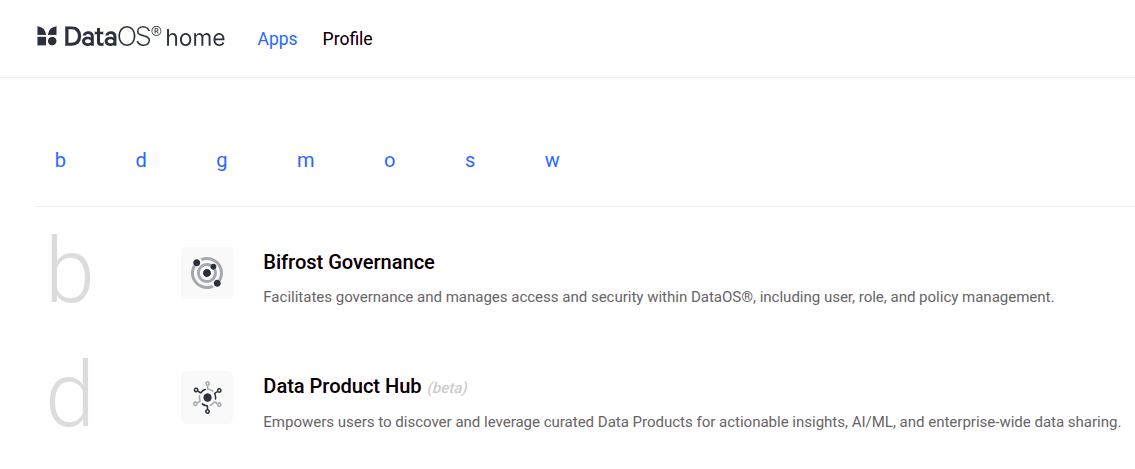 DataOS® home Apps Profile
b d g m o s w
b
Bifrost Governance
Facilitates governance and manages access and security within DataOS®, including user, role, and policy management.
d
Data Product Hub (beta)
Empowers users to discover and leverage curated Data Products for actionable insights, AI/ML, and enterprise-wide data sharing.